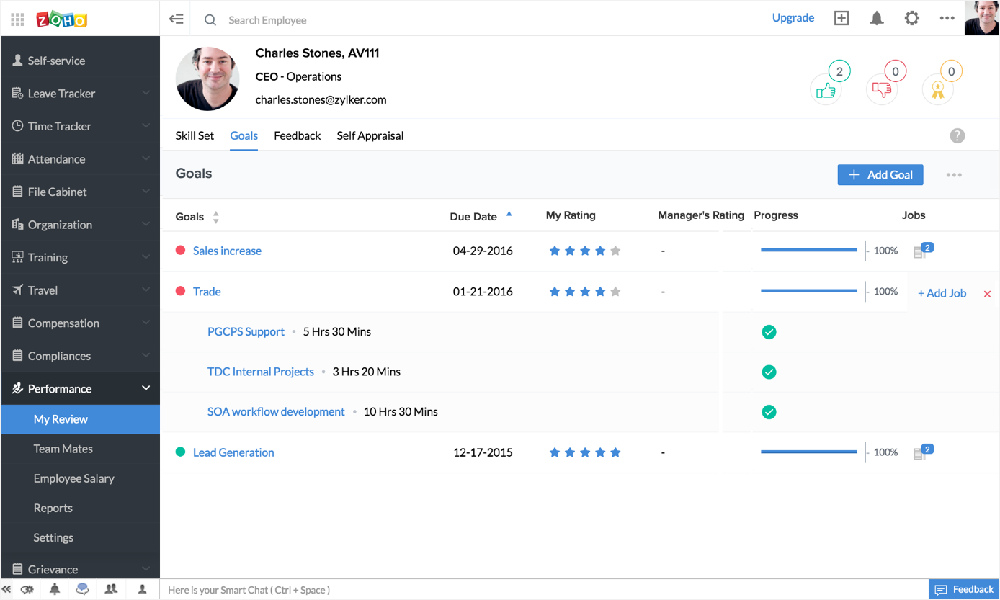 ZOHO
Search Employee
Upgrade
Self-service
Leave Tracker
Time Tracker
Attendance
File Cabinet
Organization
Training
Travel
Compensation
Compliances
Performance
My Review
Team Mates
Employee Salary
Reports
Settings
Grievance
Charles Stones, AV111
CEO - Operations
charles.stones@zylker.com
2 0 0
Skill Set Goals Feedback Self Appraisal ?
Goals
+ Add Goal
Goals Due Date My Rating Manager's Rating Progress Jobs
Sales increase 04-29-2016 - 100% 2
Trade 01-21-2016 - 100% + Add Job ×
PGCPS Support • 5 Hrs 30 Mins
TDC Internal Projects • 3 Hrs 20 Mins
SOA workflow development • 10 Hrs 30 Mins
Lead Generation 12-17-2015 - 100% 2
Here is your Smart Chat ( Ctrl + Space )
Feedback